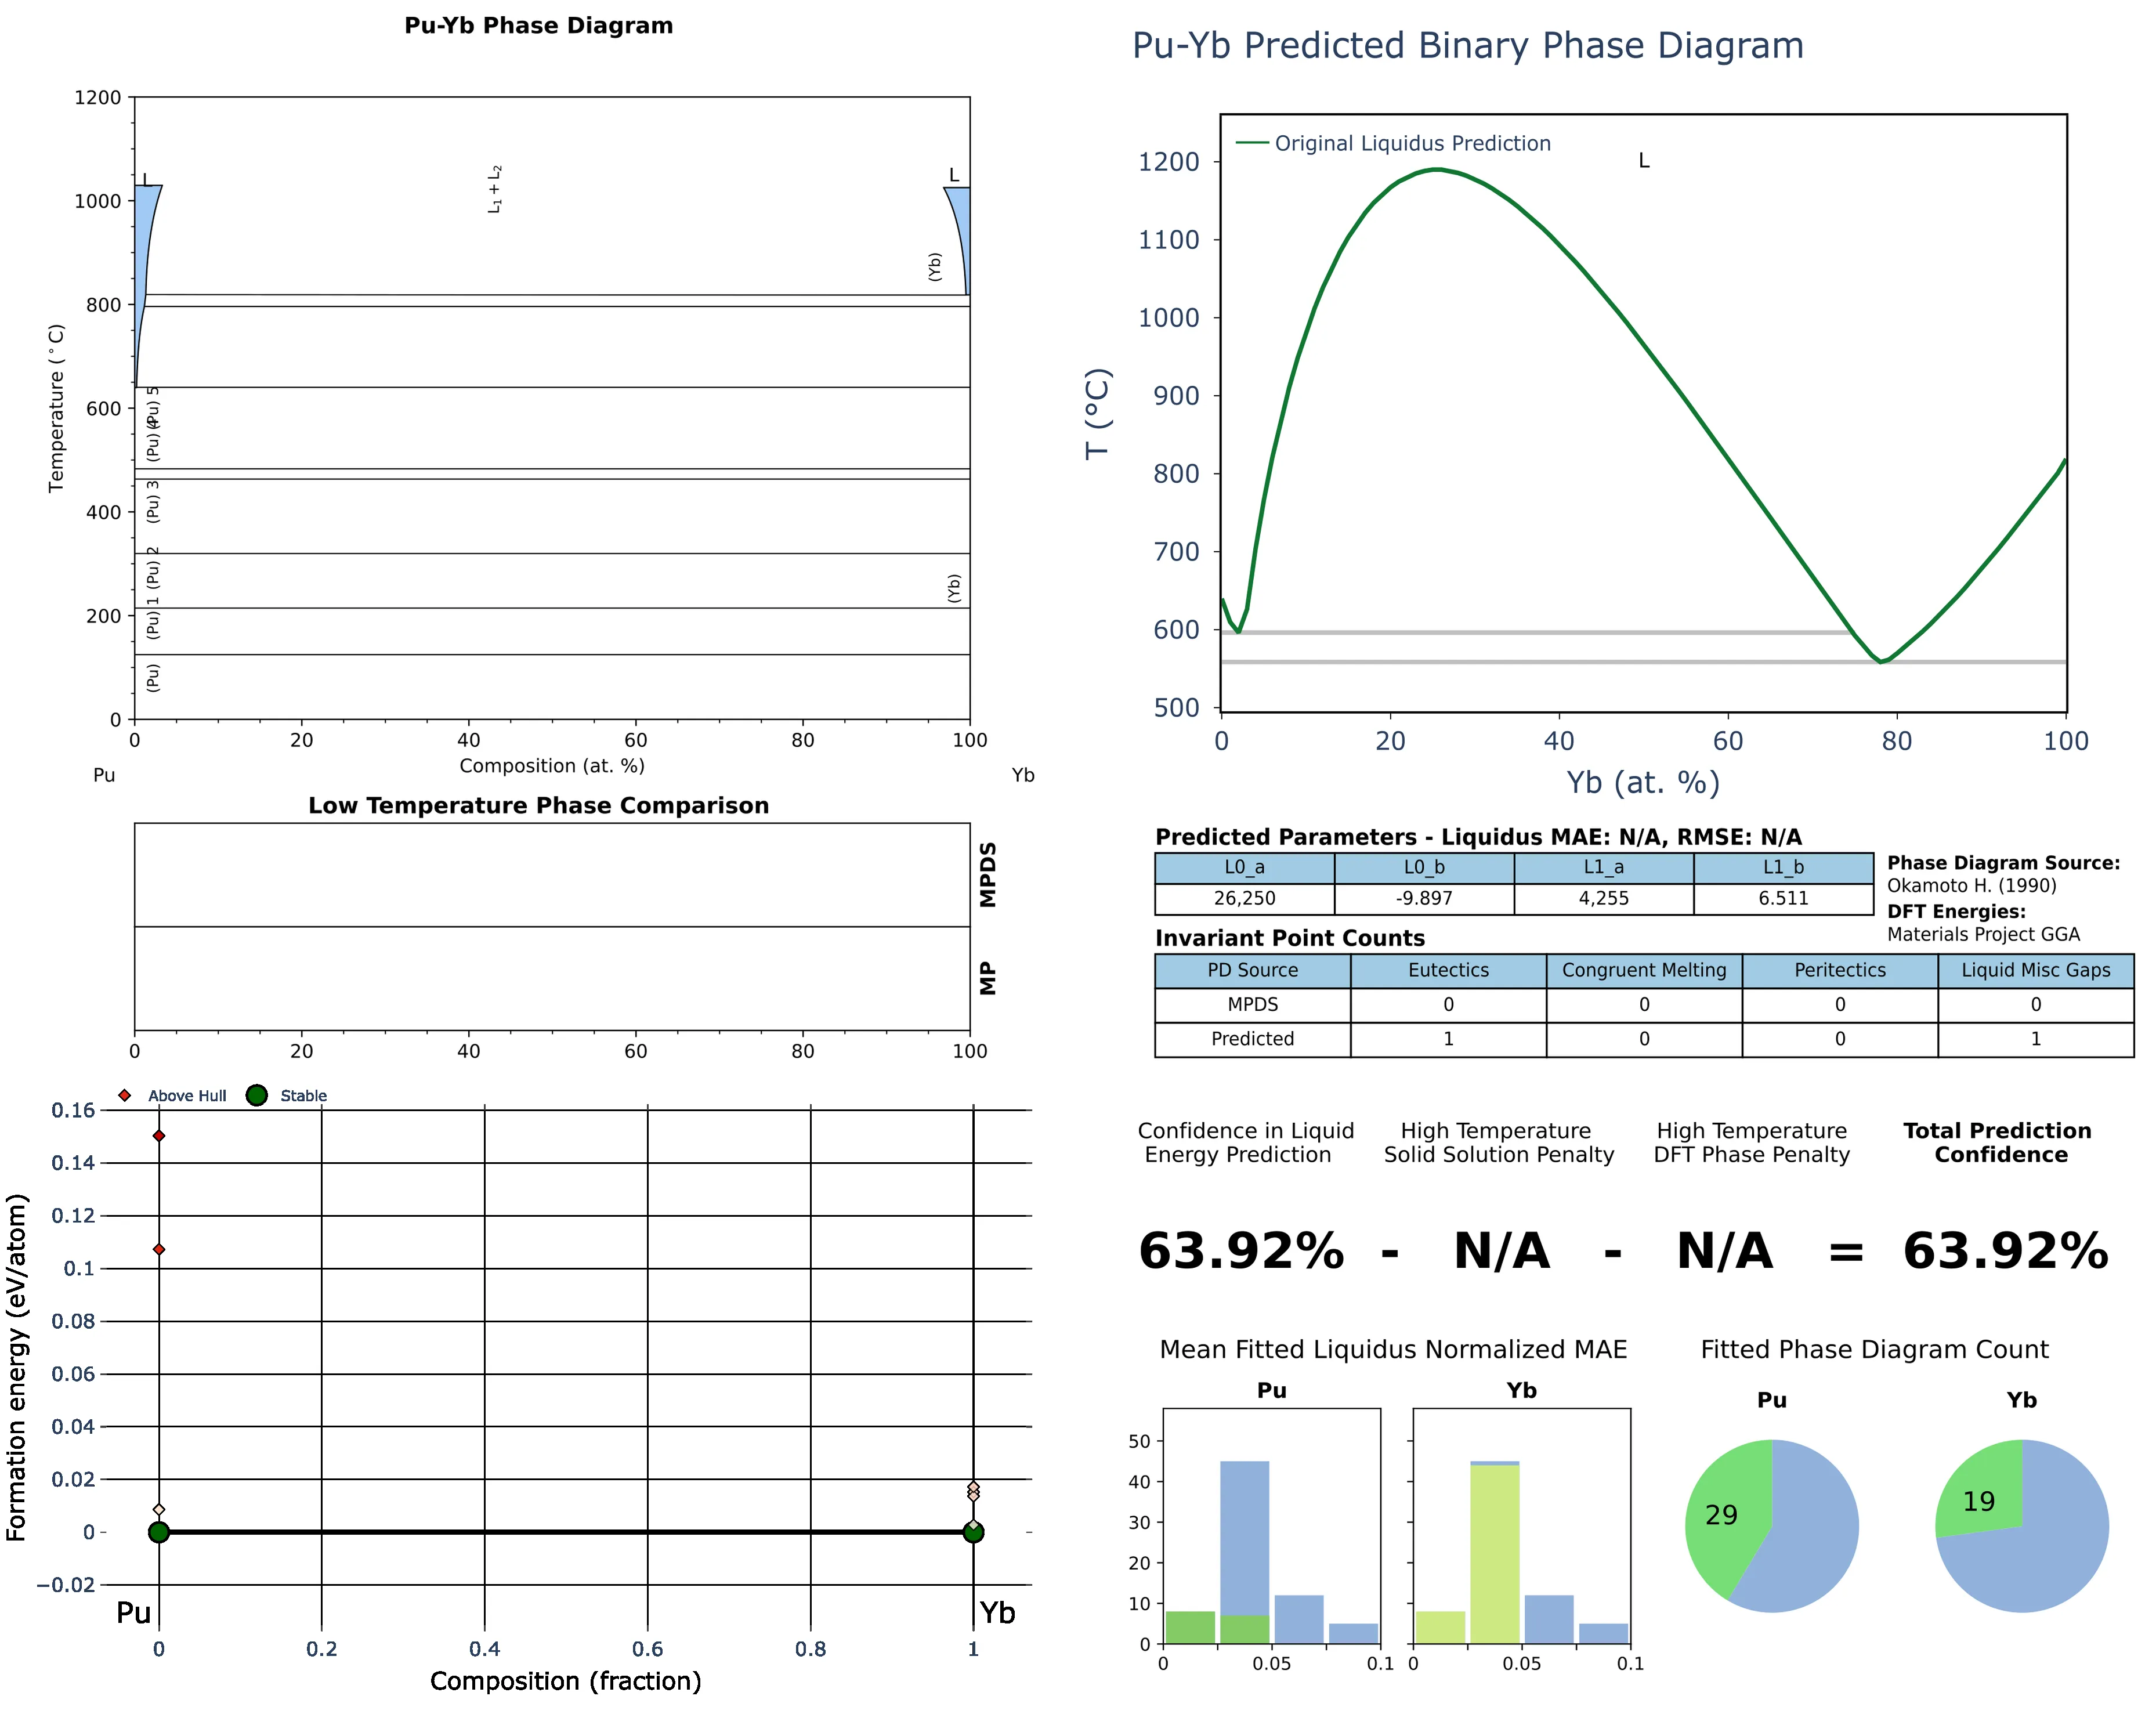 Pu-Yb Phase Diagram
1200
1000
800
600
400
200
0
Temperature (°C)
L
L₁ + L₂
L
(Yb)
(Pu) 5
(Pu) 4
(Pu) 3
(Pu) 2
(Pu) 1
(Pu)
(Yb)
0 20 40 60 80 100
Composition (at. %)
Pu Yb
Low Temperature Phase Comparison
MPDS
MP
0 20 40 60 80 100
Above Hull Stable
0.16
0.14
0.12
0.1
0.08
0.06
0.04
0.02
0
−0.02
Formation energy (eV/atom)
Pu Yb
0 0.2 0.4 0.6 0.8 1
Composition (fraction)
Pu-Yb Predicted Binary Phase Diagram
Original Liquidus Prediction
L
1200
1100
1000
900
800
700
600
500
T (°C)
0 20 40 60 80 100
Yb (at. %)
Predicted Parameters - Liquidus MAE: N/A, RMSE: N/A
L0_a L0_b L1_a L1_b
26,250 -9.897 4,255 6.511
Phase Diagram Source:
Okamoto H. (1990)
DFT Energies:
Materials Project GGA
Invariant Point Counts
PD Source Eutectics Congruent Melting Peritectics Liquid Misc Gaps
MPDS 0 0 0 0
Predicted 1 0 0 1
Confidence in Liquid
Energy Prediction
High Temperature
Solid Solution Penalty
High Temperature
DFT Phase Penalty
Total Prediction
Confidence
63.92% - N/A - N/A = 63.92%
Mean Fitted Liquidus Normalized MAE
Pu Yb
50
40
30
20
10
0
0 0.05 0.1 0 0.05 0.1
Fitted Phase Diagram Count
Pu Yb
29 19